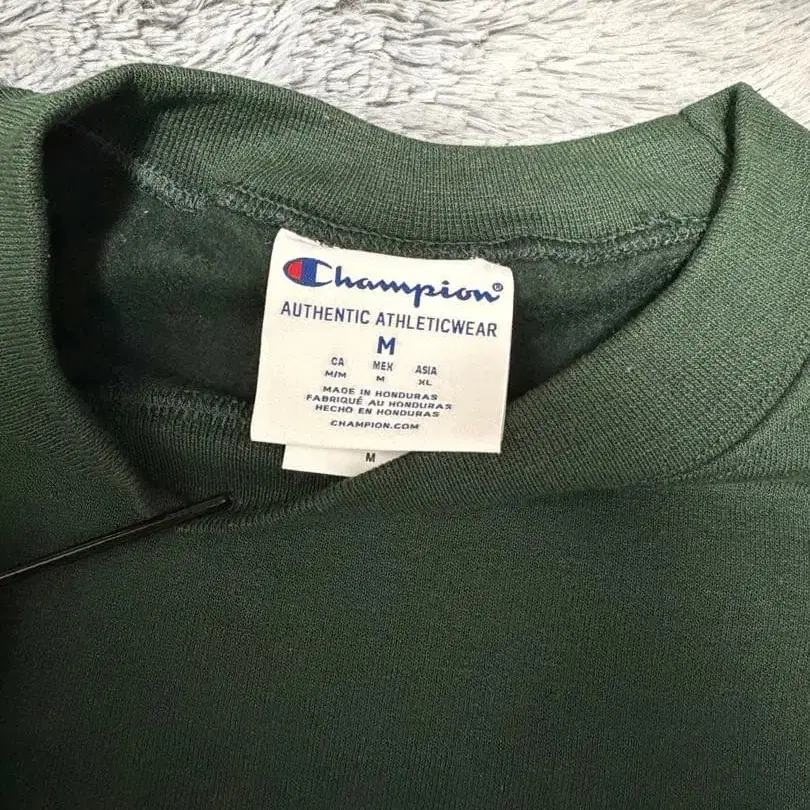 Champion®
AUTHENTIC ATHLETICWEAR
M
CA MEX ASIA
M/M M XL
MADE IN HONDURAS
FABRIQUÉ AU HONDURAS
HECHO EN HONDURAS
CHAMPION.COM
M